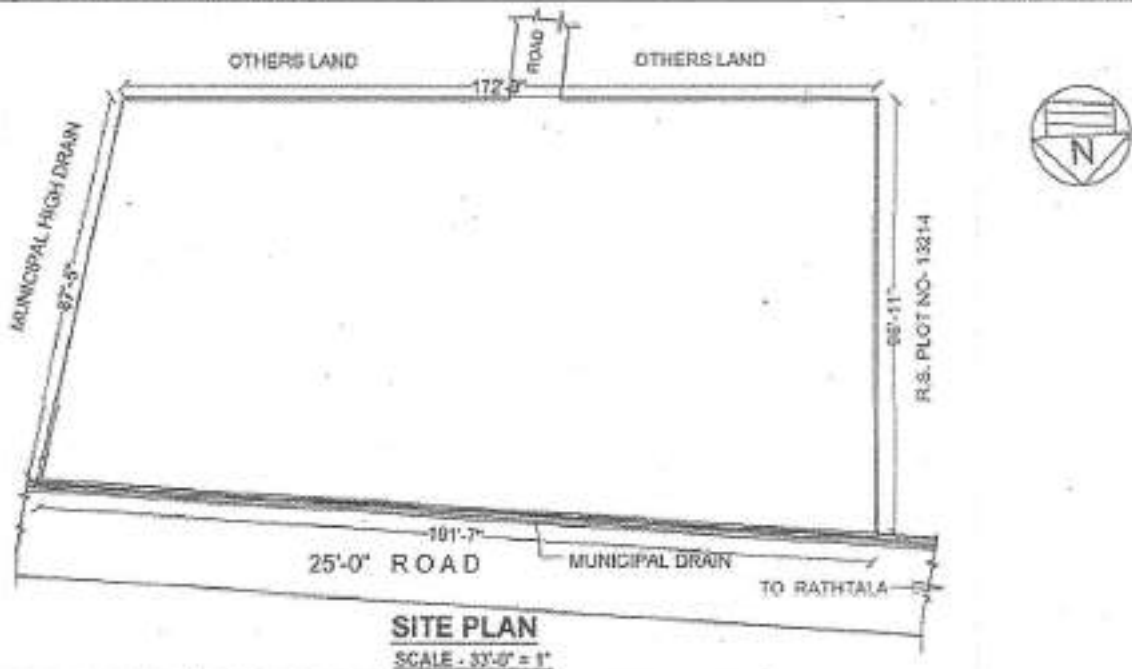 ROAD
OTHERS LAND
OTHERS LAND
172'-9"
MUNICIPAL HIGH DRAIN
87'-5"
N
R.S. PLOT NO- 13214
191'-7"
25'-0" ROAD
MUNICIPAL DRAIN
TO RATHTALA
SITE PLAN
SCALE - 33'-0" = 1"